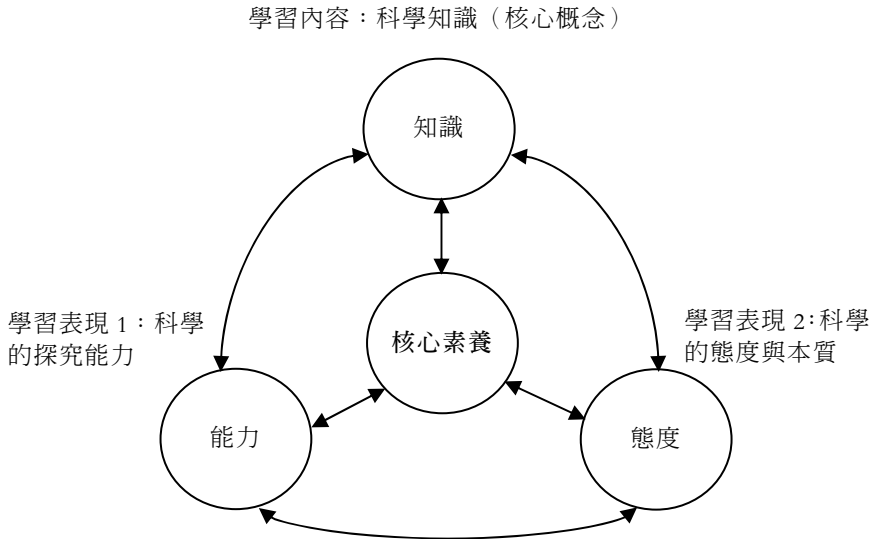 學習內容：科學知識（核心概念）
知識
學習表現 1：科學
的探究能力
核心素養
學習表現 2：科學
的態度與本質
能力
態度